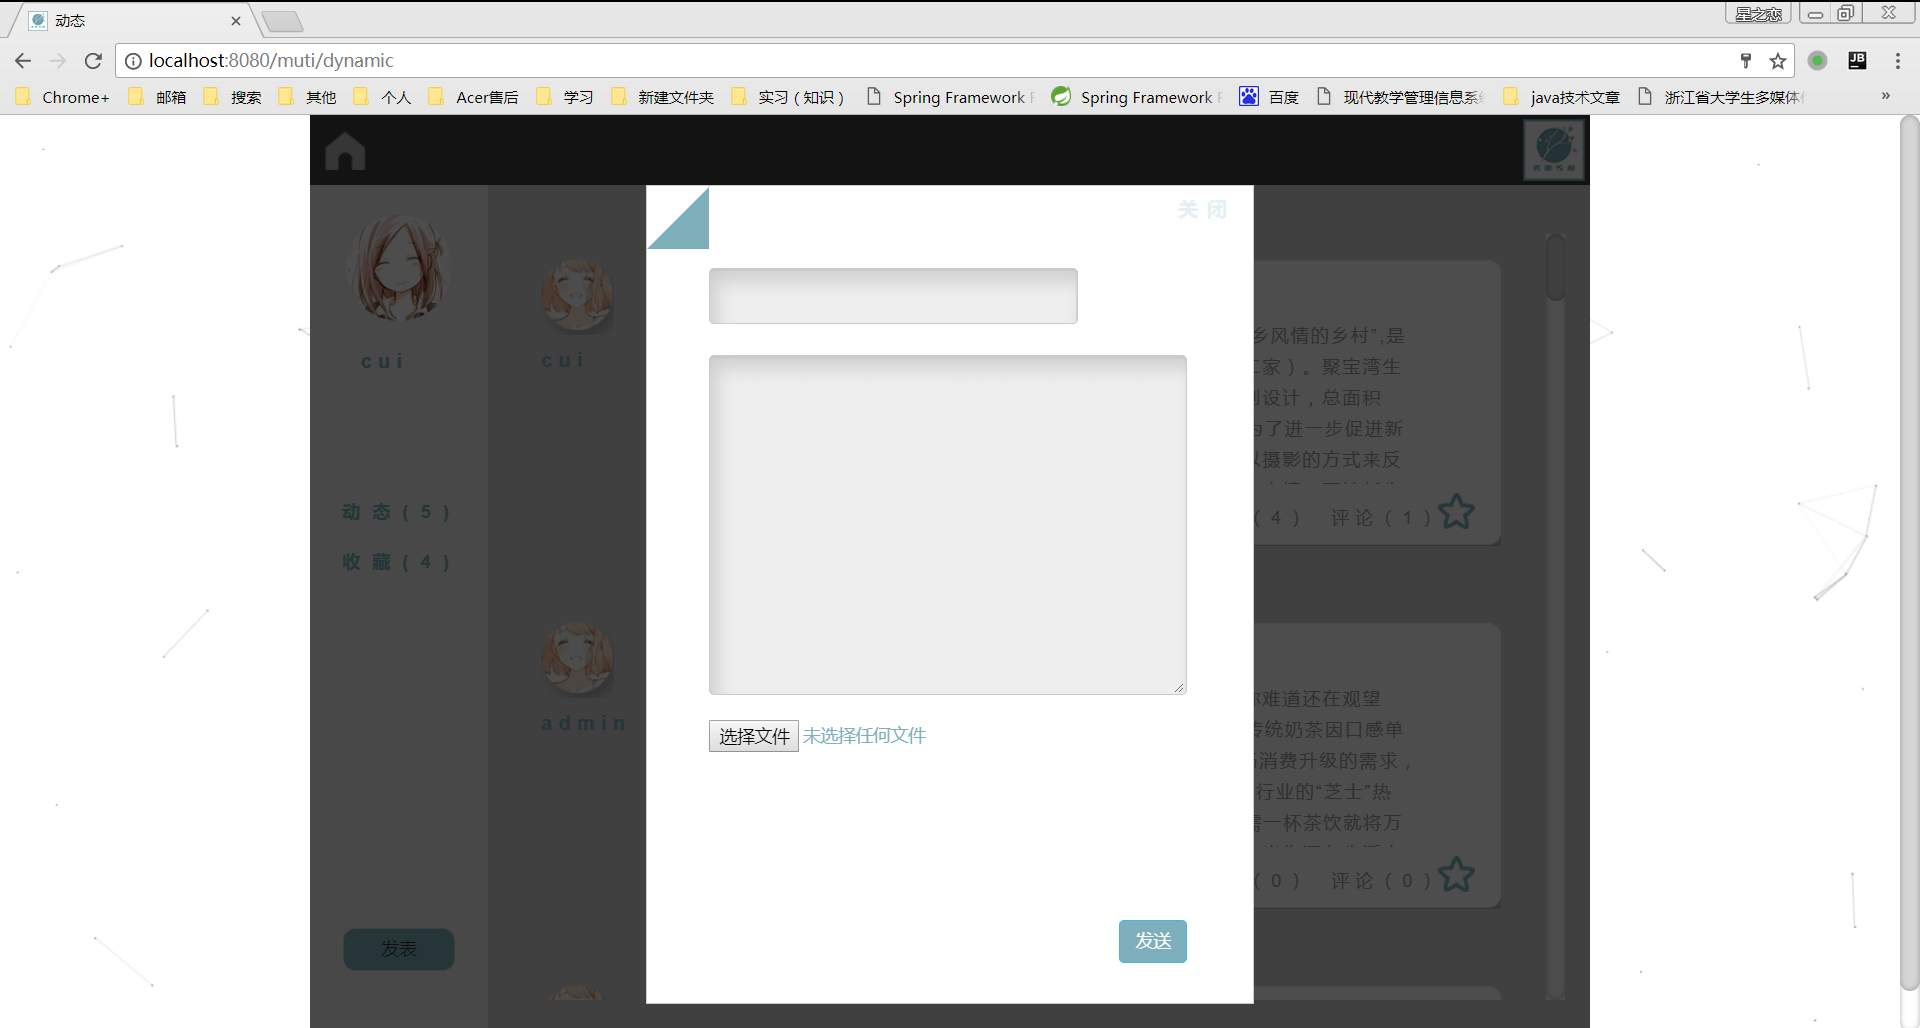 动态
星之恋
localhost:8080/muti/dynamic
JB
Chrome+
邮箱
搜索
其他
个人
Acer售后
学习
新建文件夹
实习（知识）
Spring Framework
Spring Framework
百度
现代教学管理信息系
java技术文章
浙江省大学生多媒体
»
关闭
cui
cui
乡风情的乡村”,是
家）。聚宝湾生
设计，总面积
为了进一步促进新
以摄影的方式来反
(4) 评论(1)
动态(5)
收藏(4)
admin
难道还在观望
传统奶茶因口感单
消费升级的需求，
行业的“芝士”热
需一杯茶饮就将万
(0) 评论(0)
选择文件 未选择任何文件
发表
发送